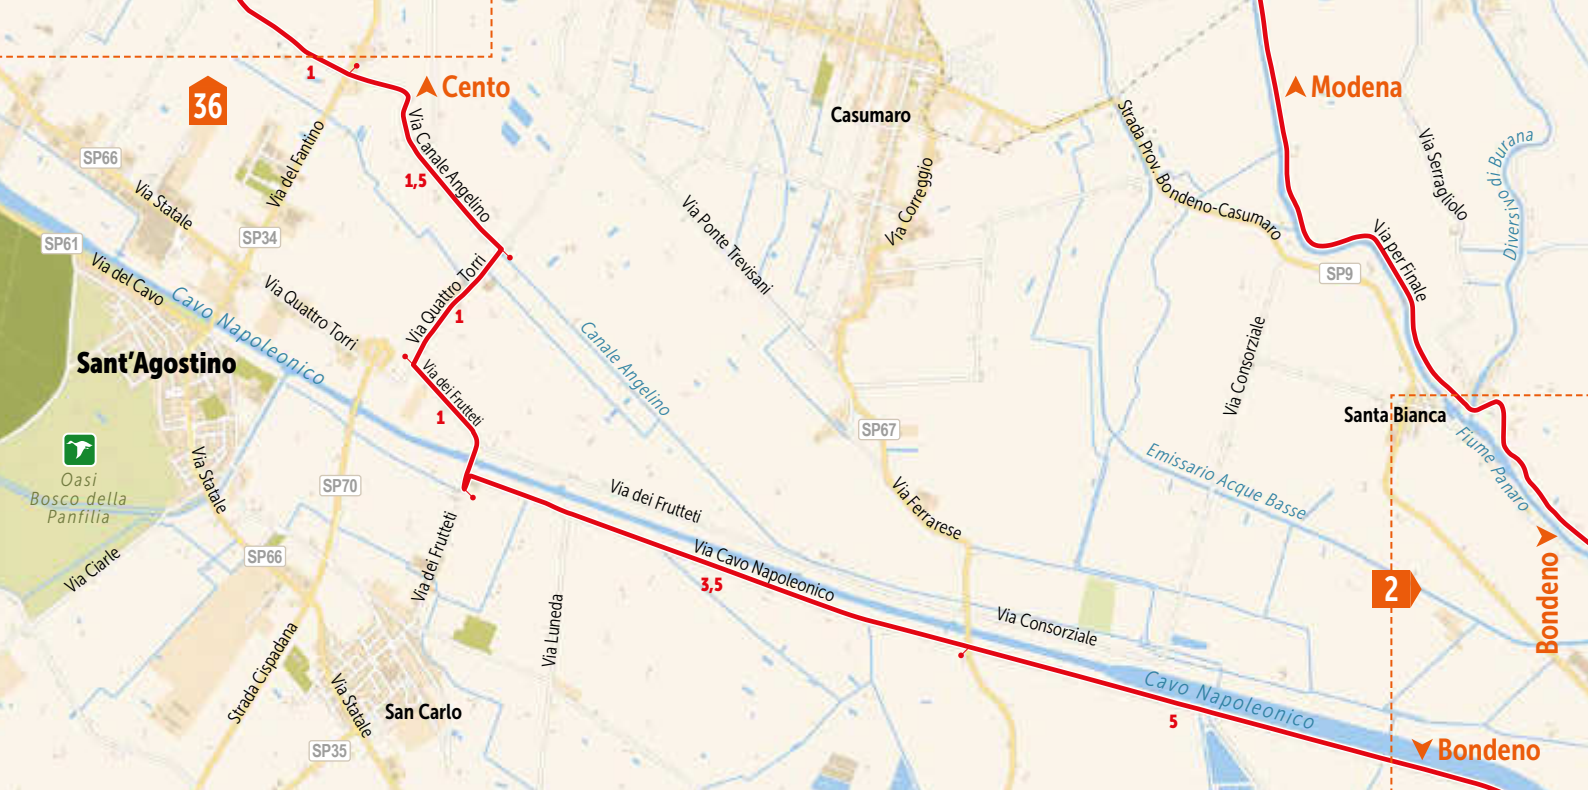 1
Cento
36
Modena
Casumaro
Via Canale Angelino
1,5
Via del Fantino
SP66
Via Statale
SP34
SP61
Via del Cavo
Cavo Napoleonico
Via Quattro Torri
Via Quattro Torri
1
Via Ponte Trevisani
Via Correggio
Strada Prov. Bondeno-Casumaro
Via Serragliolo
Diversivo di Burana
SP9
Via per Finale
Sant'Agostino
Via dei Frutteti
1
Canale Angelino
Via Consorziale
Santa Bianca
SP67
Fiume Panaro
Emissario Acque Basse
Oasi
Bosco della
Panfilia
Via Statale
SP70
Via dei Frutteti
Via Ferrarese
Via Cavo Napoleonico
3,5
Via Ciarle
SP66
Via dei Frutteti
Via Luneda
Via Consorziale
2
Bondeno
Strada Cispadana
Via Statale
San Carlo
SP35
Cavo Napoleonico
5
Bondeno